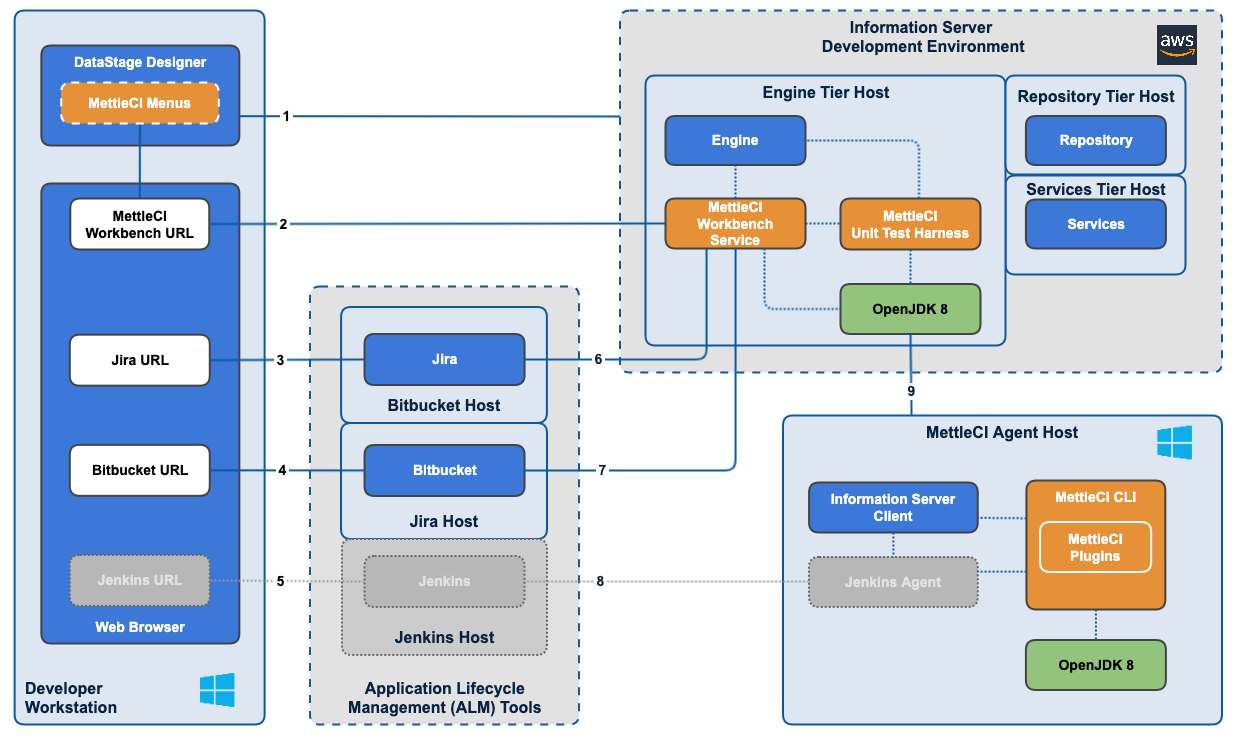 DataStage Designer
MettleCI Menus
MettleCI
Workbench URL
Jira URL
Bitbucket URL
Jenkins URL
Web Browser
Developer
Workstation
1
2
3
4
5
Jira
Bitbucket Host
Bitbucket
Jira Host
Jenkins
Jenkins Host
Application Lifecycle
Management (ALM) Tools
6
7
8
Information Server
Development Environment
aws
Engine Tier Host
Engine
MettleCI
Workbench
Service
MettleCI
Unit Test Harness
OpenJDK 8
Repository Tier Host
Repository
Services Tier Host
Services
9
MettleCI Agent Host
Information Server
Client
Jenkins Agent
MettleCI CLI
MettleCI
Plugins
OpenJDK 8